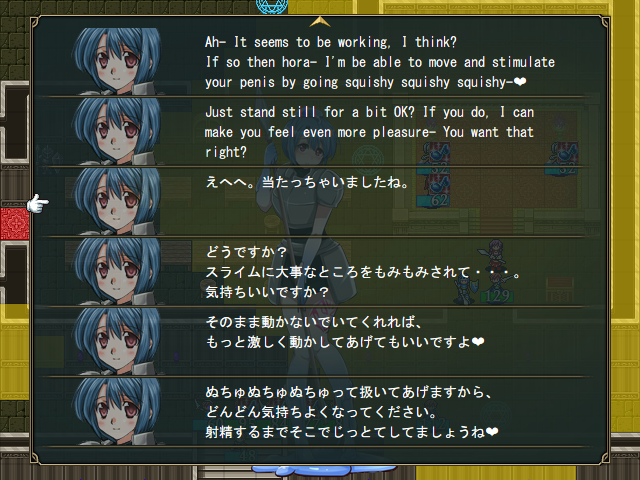 Ah- It seems to be working, I think?
If so then hora- I'm be able to move and stimulate
your penis by going squishy squishy squishy-❤
Just stand still for a bit OK? If you do, I can
make you feel even more pleasure- You want that
right?
えへへ。当たっちゃいましたね。
どうですか？
スライムに大事なところをもみもみされて・・・。
気持ちいいですか？
そのまま動かないでいてくれれば、
もっと激しく動かしてあげてもいいですよ❤
ぬちゅぬちゅぬちゅって扱いてあげますから、
どんどん気持ちよくなってください。
射精するまでそこでじっとてしてましょうね❤
62
129